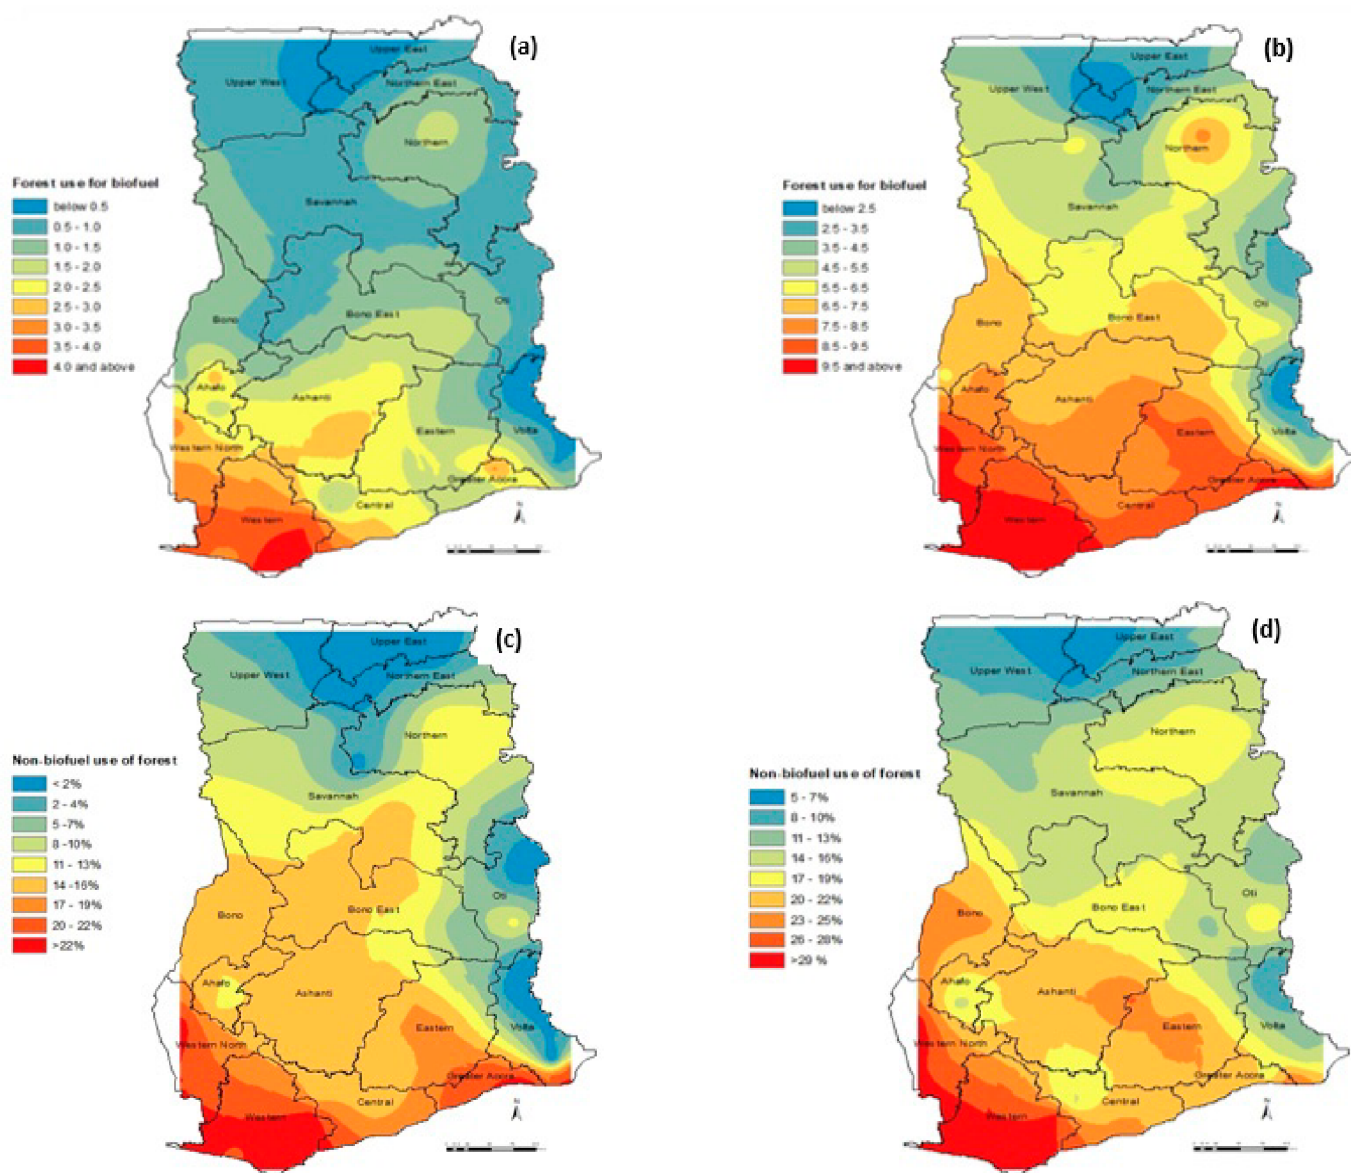 (a)
Upper East
Upper West
Northern East
Northern
Forest use for biofuel
below 0.5
0.5 - 1.0
1.0 - 1.5
1.5 - 2.0
2.0 - 2.5
2.5 - 3.0
3.0 - 3.5
3.5 - 4.0
4.0 and above
Savannah
Oti
Bono
Bono East
Ahafo
Ashanti
Eastern
Volta
Western North
Greater Accra
Central
Western
N
(b)
Upper East
Upper West
Northern East
Northern
Forest use for biofuel
below 2.5
2.5 - 3.5
3.5 - 4.5
4.5 - 5.5
5.5 - 6.5
6.5 - 7.5
7.5 - 8.5
8.5 - 9.5
9.5 and above
Savannah
Oti
Bono
Bono East
Ahafo
Ashanti
Eastern
Volta
Western North
Greater Accra
Central
Western
N
(c)
Upper East
Upper West
Northern East
Northern
Non-biofuel use of forest
< 2%
2 - 4%
5 -7%
8 -10%
11 - 13%
14 -16%
17 - 19%
20 - 22%
>22%
Savannah
Oti
Bono
Bono East
Ahafo
Ashanti
Eastern
Volta
Western North
Greater Accra
Central
Western
N
(d)
Upper East
Upper West
Northern East
Northern
Non-biofuel use of forest
5 - 7%
8 - 10%
11 - 13%
14 - 16%
17 - 19%
20 - 22%
23 - 25%
26 - 28%
>29 %
Savannah
Oti
Bono
Bono East
Ahafo
Ashanti
Eastern
Volta
Western North
Greater Accra
Central
Western
N